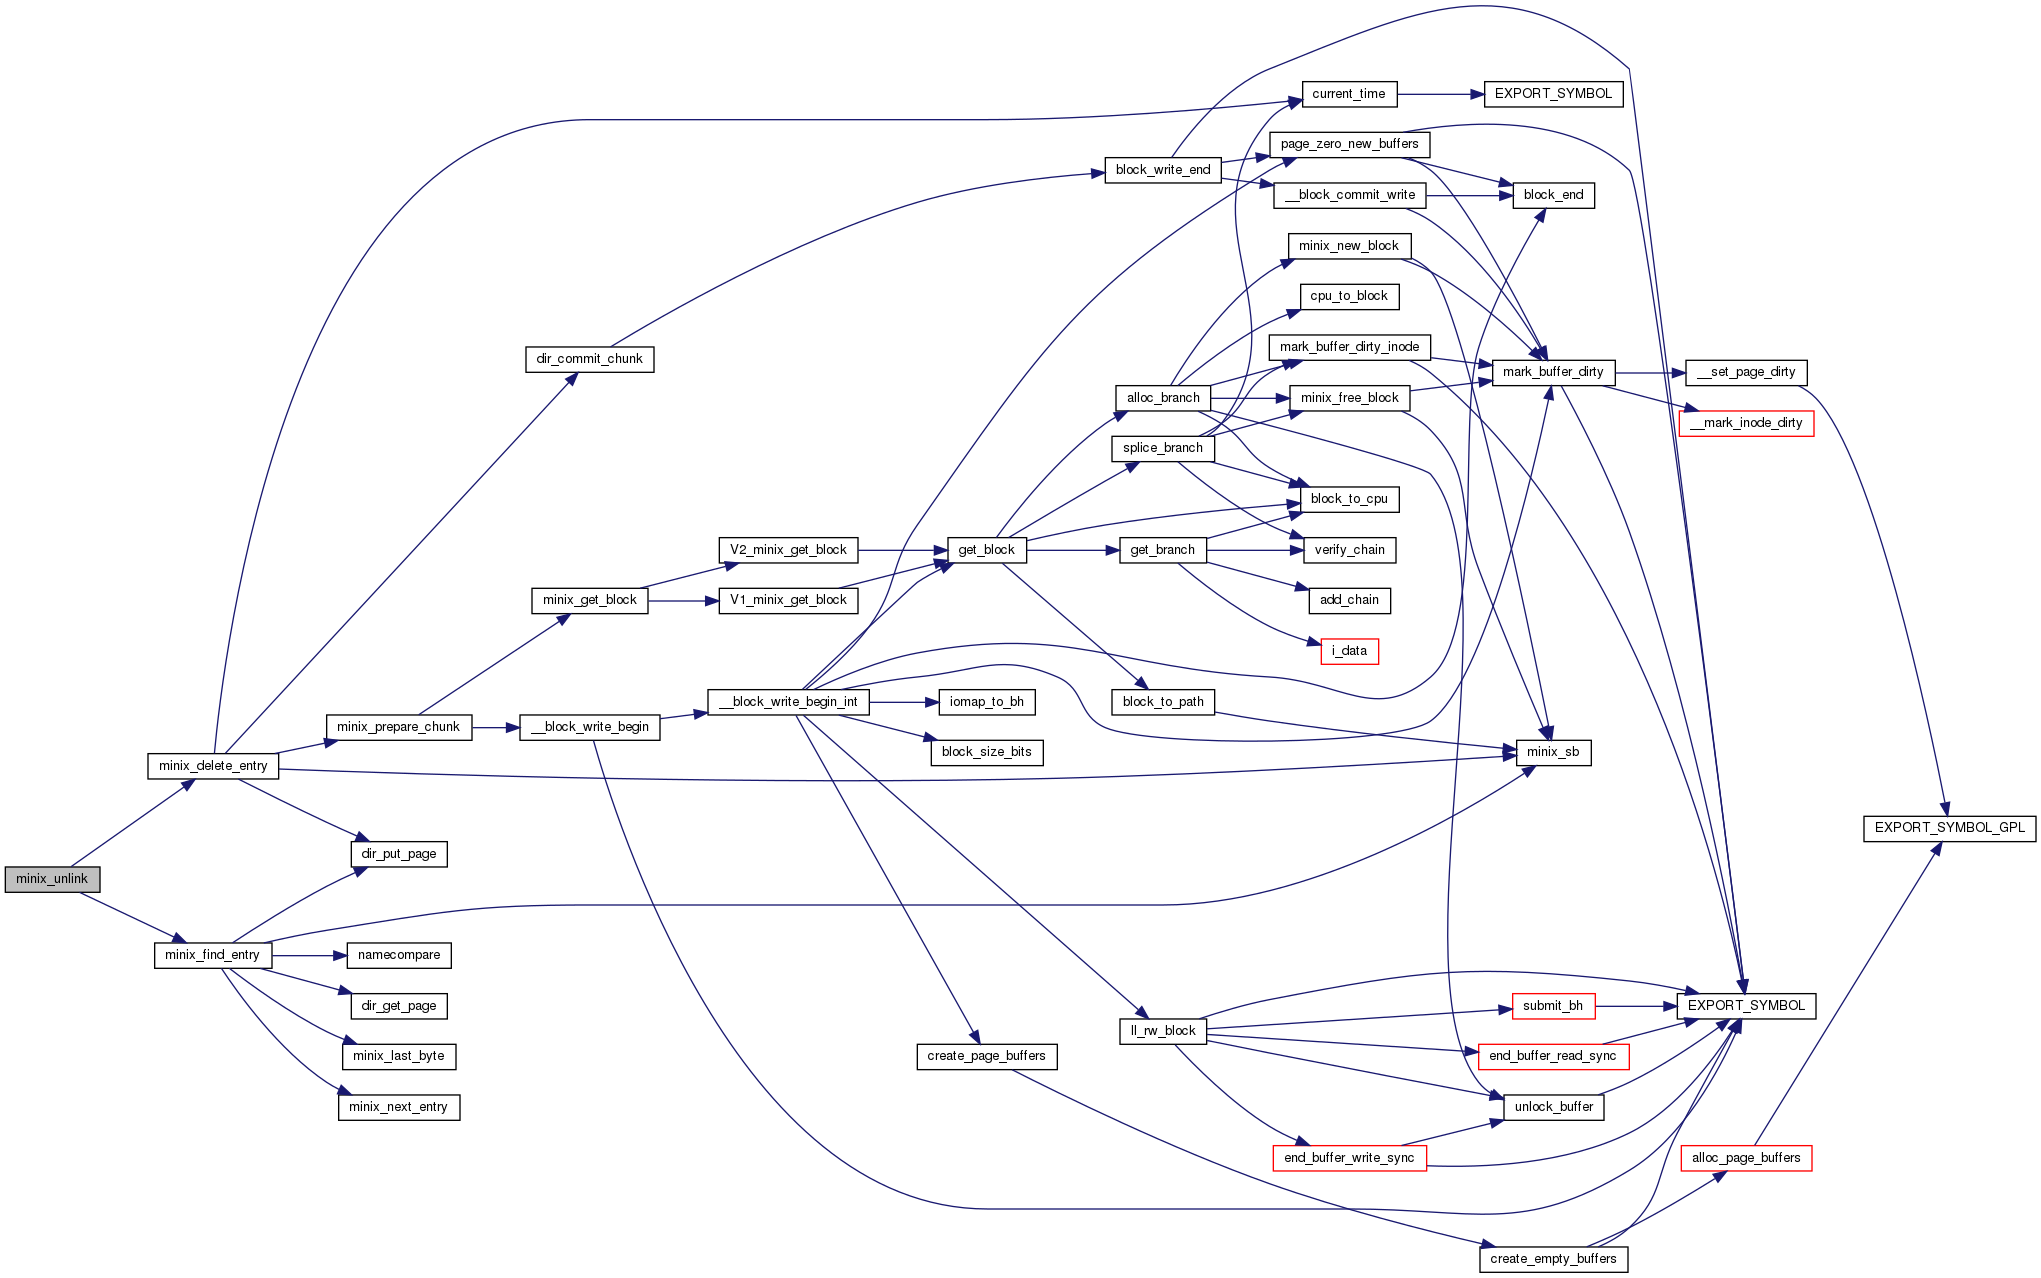 minix_unlink
minix_delete_entry
minix_find_entry
minix_prepare_chunk
dir_put_page
namecompare
dir_get_page
minix_last_byte
minix_next_entry
dir_commit_chunk
minix_get_block
__block_write_begin
V2_minix_get_block
V1_minix_get_block
__block_write_begin_int
get_block
iomap_to_bh
block_size_bits
create_page_buffers
block_write_end
alloc_branch
splice_branch
get_branch
block_to_path
ll_rw_block
current_time
page_zero_new_buffers
__block_commit_write
minix_new_block
cpu_to_block
mark_buffer_dirty_inode
minix_free_block
block_to_cpu
verify_chain
add_chain
i_data
end_buffer_write_sync
EXPORT_SYMBOL
block_end
mark_buffer_dirty
minix_sb
submit_bh
end_buffer_read_sync
unlock_buffer
create_empty_buffers
__set_page_dirty
__mark_inode_dirty
EXPORT_SYMBOL
alloc_page_buffers
EXPORT_SYMBOL_GPL